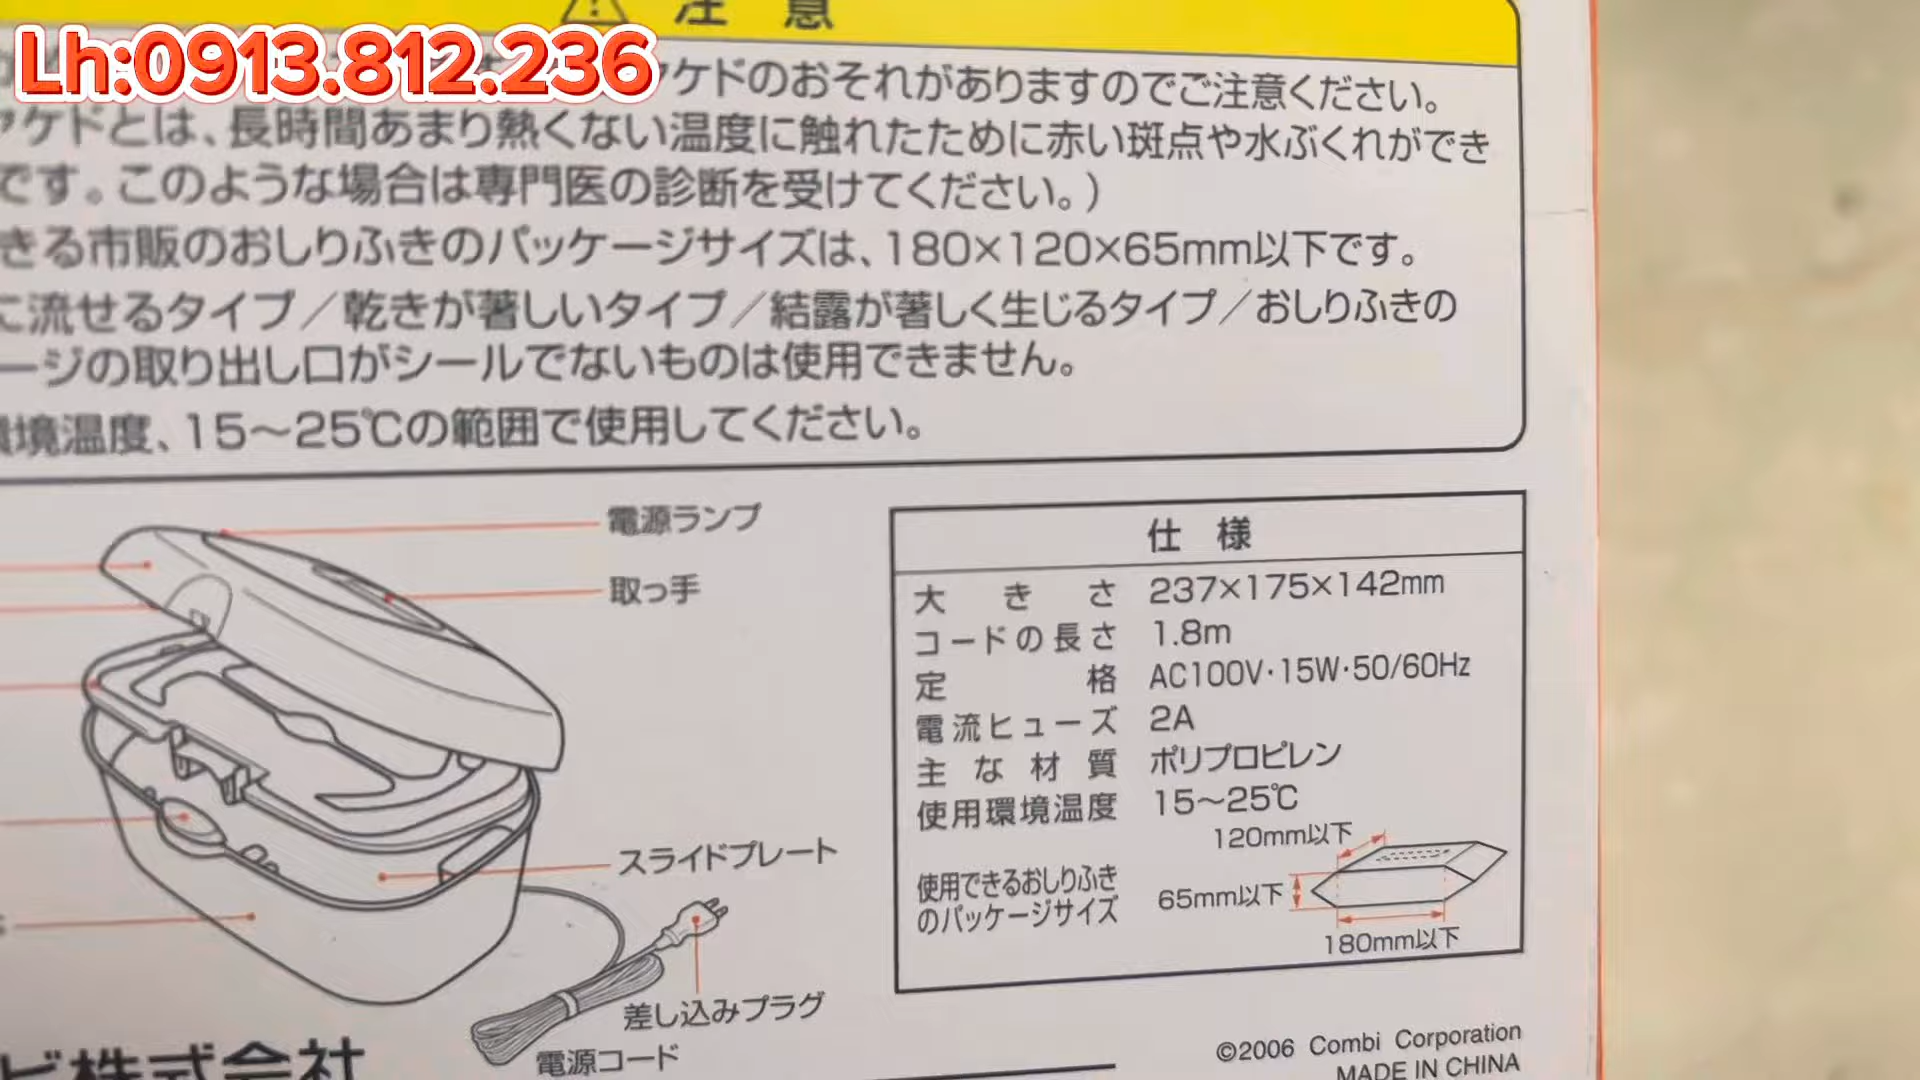 注意
Lh:0913.812.236
ケドのおそれがありますのでご注意ください。
ケドとは、長時間あまり熱くない温度に触れたために赤い斑点や水ぶくれができ
です。このような場合は専門医の診断を受けてください。）
きる市販のおしりふきのパッケージサイズは、180×120×65mm以下です。
に流せるタイプ／乾きが著しいタイプ／結露が著しく生じるタイプ／おしりふきの
ージの取り出し口がシールでないものは使用できません。
環境温度、15〜25℃の範囲で使用してください。
電源ランプ
取っ手
スライドプレート
差し込みプラグ
電源コード
仕様
大きさ 237×175×142mm
コードの長さ 1.8m
定格 AC100V·15W·50/60Hz
電流ヒューズ 2A
主な材質 ポリプロピレン
使用環境温度 15〜25℃
使用できるおしりふき
のパッケージサイズ
120mm以下
65mm以下
180mm以下
ビ株式会社
©2006 Combi Corporation
MADE IN CHINA